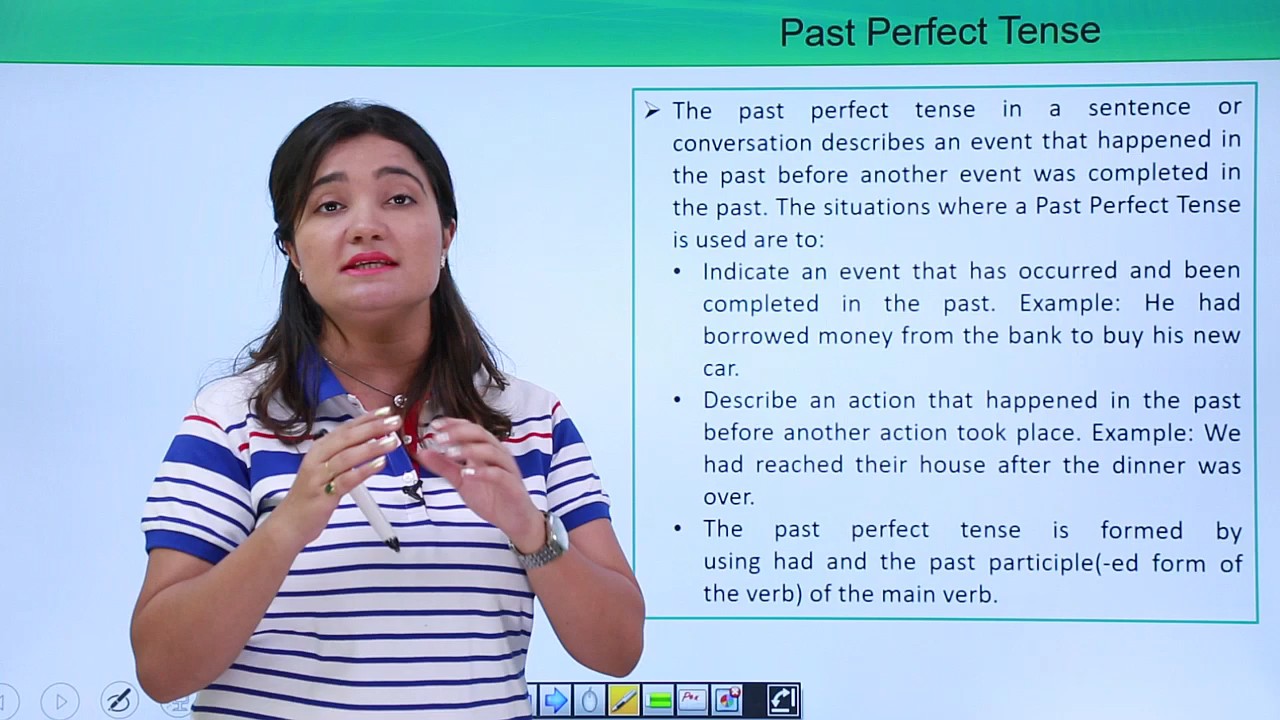 Past Perfect Tense
➢ The past perfect tense in a sentence or
conversation describes an event that happened in
the past before another event was completed in
the past. The situations where a Past Perfect Tense
is used are to:
• Indicate an event that has occurred and been
completed in the past. Example: He had
borrowed money from the bank to buy his new
car.
• Describe an action that happened in the past
before another action took place. Example: We
had reached their house after the dinner was
over.
• The past perfect tense is formed by
using had and the past participle(-ed form of
the verb) of the main verb.